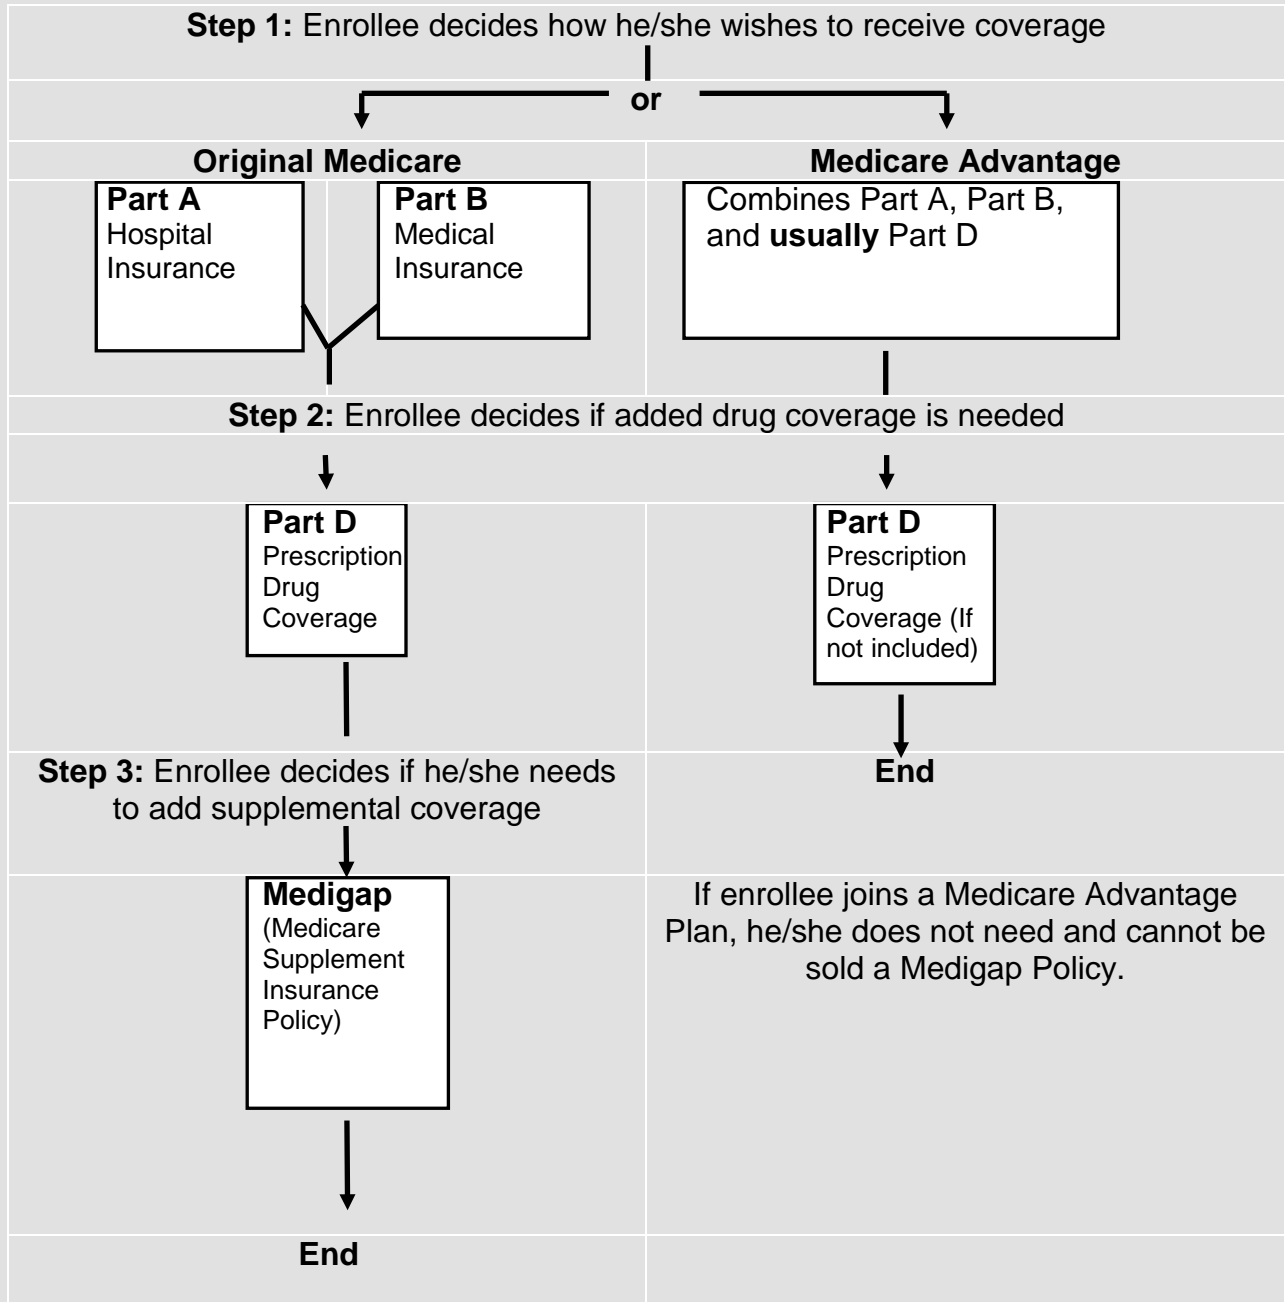 Step 1: Enrollee decides how he/she wishes to receive coverage
or
Original Medicare
Medicare Advantage
Part A
Hospital
Insurance
Part B
Medical
Insurance
Combines Part A, Part B,
and usually Part D
Step 2: Enrollee decides if added drug coverage is needed
Part D
Prescription
Drug
Coverage
Part D
Prescription
Drug
Coverage (If
not included)
Step 3: Enrollee decides if he/she needs
to add supplemental coverage
End
Medigap
(Medicare
Supplement
Insurance
Policy)
If enrollee joins a Medicare Advantage
Plan, he/she does not need and cannot be
sold a Medigap Policy.
End